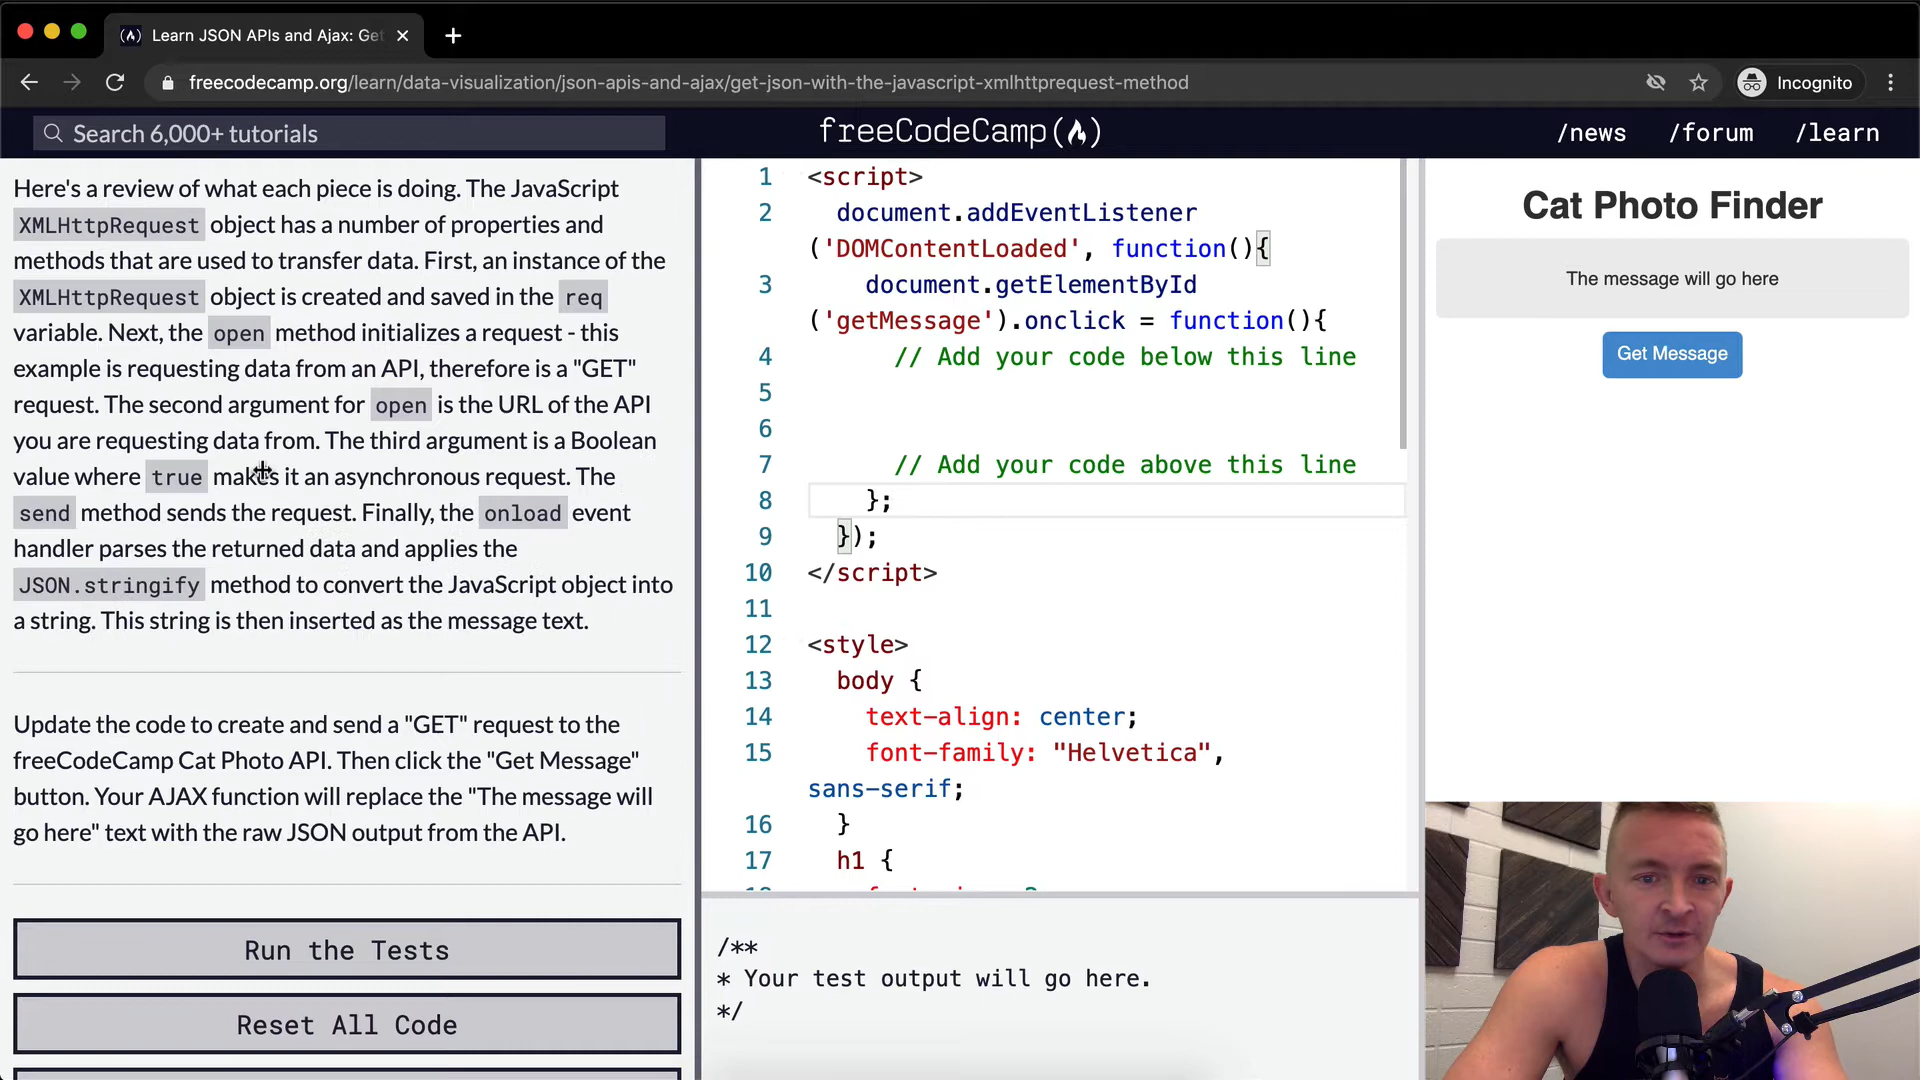 Learn JSON APIs and Ajax: Get
freecodecamp.org/learn/data-visualization/json-apis-and-ajax/get-json-with-the-javascript-xmlhttprequest-method
Incognito
Search 6,000+ tutorials
freeCodeCamp
/news /forum /learn
Here's a review of what each piece is doing. The JavaScript
XMLHttpRequest object has a number of properties and
methods that are used to transfer data. First, an instance of the
XMLHttpRequest object is created and saved in the req
variable. Next, the open method initializes a request - this
example is requesting data from an API, therefore is a "GET"
request. The second argument for open is the URL of the API
you are requesting data from. The third argument is a Boolean
value where true makes it an asynchronous request. The
send method sends the request. Finally, the onload event
handler parses the returned data and applies the
JSON.stringify method to convert the JavaScript object into
a string. This string is then inserted as the message text.
Update the code to create and send a "GET" request to the
freeCodeCamp Cat Photo API. Then click the "Get Message"
button. Your AJAX function will replace the "The message will
go here" text with the raw JSON output from the API.
Run the Tests
Reset All Code
1 <script>
2 document.addEventListener
('DOMContentLoaded', function(){
3 document.getElementById
('getMessage').onclick = function(){
4 // Add your code below this line
5
6
7 // Add your code above this line
8 };
9 });
10 </script>
11
12 <style>
13 body {
14 text-align: center;
15 font-family: "Helvetica",
sans-serif;
16 }
17 h1 {
/**
* Your test output will go here.
*/
Cat Photo Finder
The message will go here
Get Message